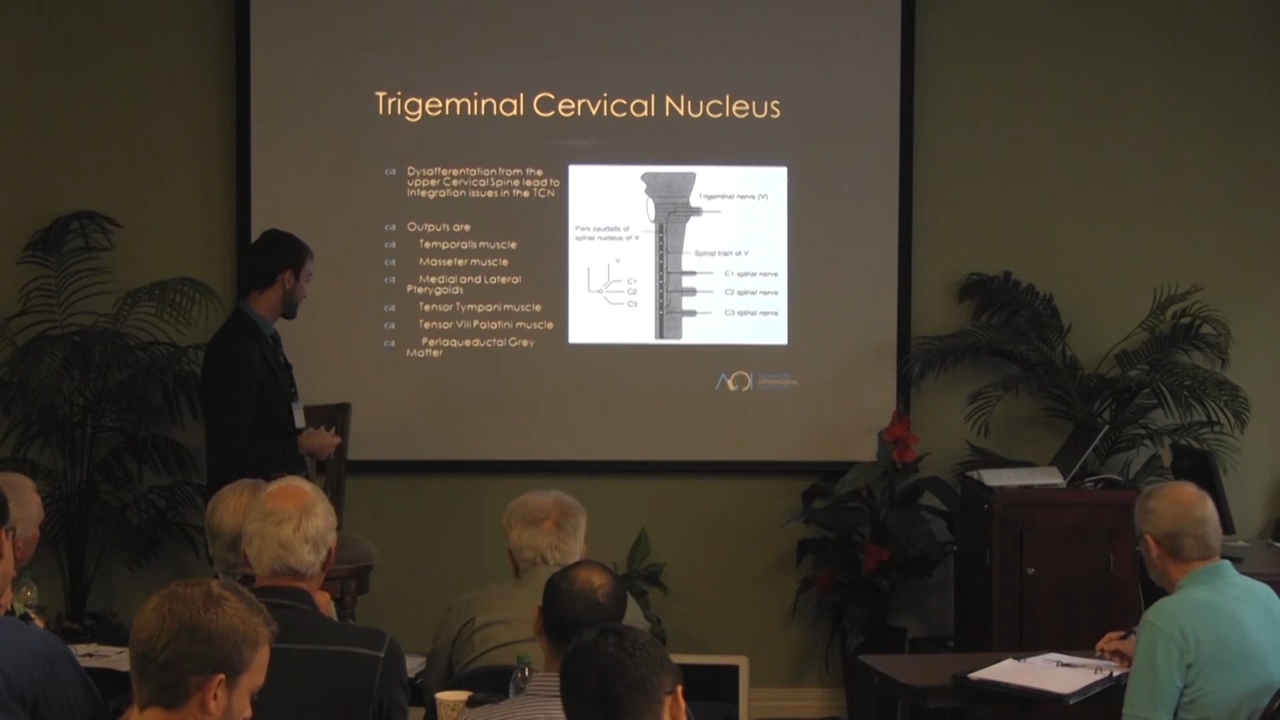 Trigeminal Cervical Nucleus
Dysafferentation from the
upper Cervical Spine lead to
Integration issues in the TCN
Outputs are
Temporalis muscle
Masseter muscle
Medial and Lateral
Pterygoids
Tensor Tympani muscle
Tensor Vili Palatini muscle
Periaqueductal Grey
Matter
Trigeminal nerve (V)
Pars caudalis of
spinal nucleus of V
Spinal tract of V
V
C1
C2
C3
C1 spinal nerve
C2 spinal nerve
C3 spinal nerve
AOI